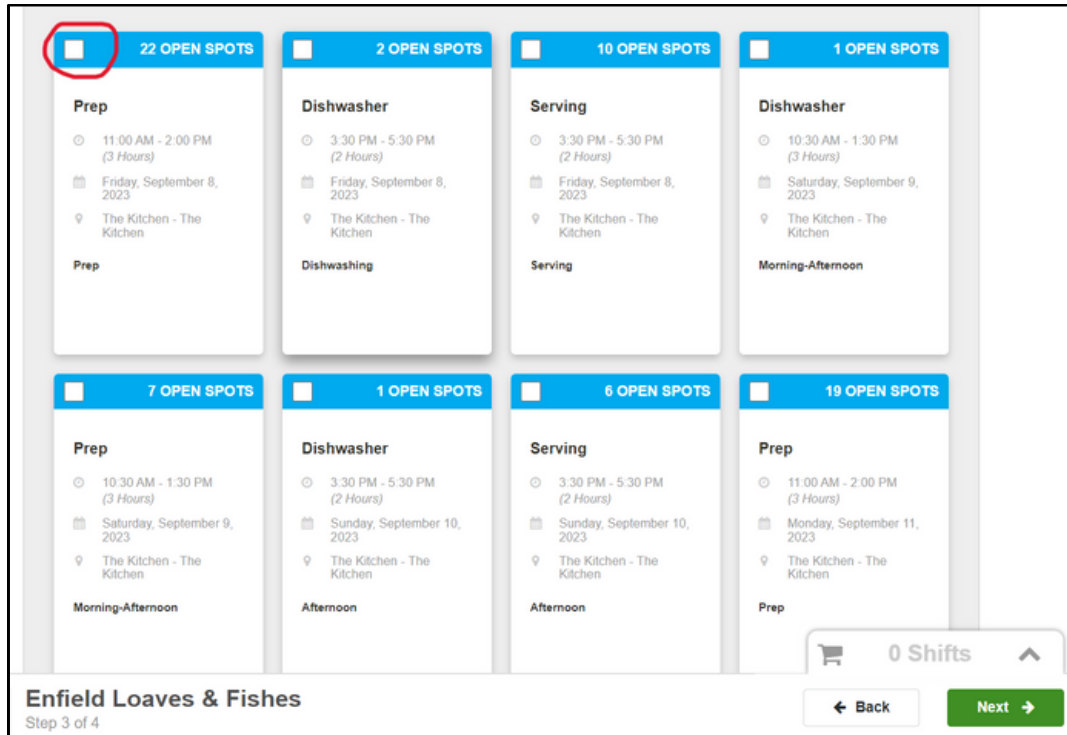 22 OPEN SPOTS
Prep
11:00 AM - 2:00 PM
(3 Hours)
Friday, September 8,
2023
The Kitchen - The
Kitchen
Prep
2 OPEN SPOTS
Dishwasher
3:30 PM - 5:30 PM
(2 Hours)
Friday, September 8,
2023
The Kitchen - The
Kitchen
Dishwashing
10 OPEN SPOTS
Serving
3:30 PM - 5:30 PM
(2 Hours)
Friday, September 8,
2023
The Kitchen - The
Kitchen
Serving
1 OPEN SPOTS
Dishwasher
10:30 AM - 1:30 PM
(3 Hours)
Saturday, September 9,
2023
The Kitchen - The
Kitchen
Morning-Afternoon
7 OPEN SPOTS
Prep
10:30 AM - 1:30 PM
(3 Hours)
Saturday, September 9,
2023
The Kitchen - The
Kitchen
Morning-Afternoon
1 OPEN SPOTS
Dishwasher
3:30 PM - 5:30 PM
(2 Hours)
Sunday, September 10,
2023
The Kitchen - The
Kitchen
Afternoon
6 OPEN SPOTS
Serving
3:30 PM - 5:30 PM
(2 Hours)
Sunday, September 10,
2023
The Kitchen - The
Kitchen
Afternoon
19 OPEN SPOTS
Prep
11:00 AM - 2:00 PM
(3 Hours)
Monday, September 11,
2023
The Kitchen - The
Kitchen
Prep
0 Shifts
Enfield Loaves & Fishes
Step 3 of 4
Back
Next